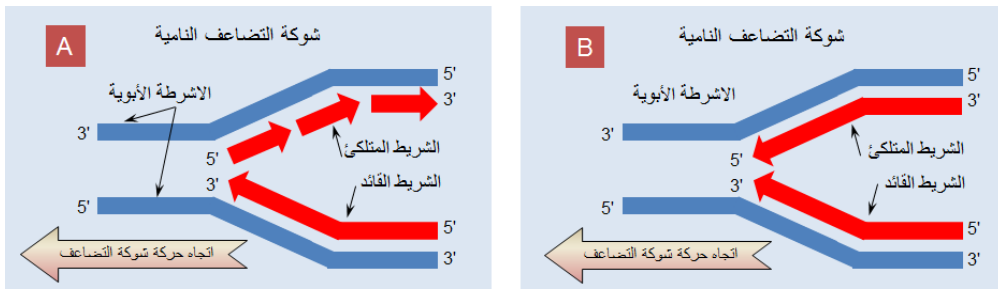 A
شوكة التضاعف النامية
5'
3'
الاشرطة الأبوية
3'
5'
الشريط المتلكئ
3'
الشريط القائد
5'
5'
3'
اتجاه حركة شوكة التضاعف
B
شوكة التضاعف النامية
5'
3'
الاشرطة الأبوية
3'
5'
الشريط المتلكئ
3'
الشريط القائد
5'
5'
3'
اتجاه حركة شوكة التضاعف